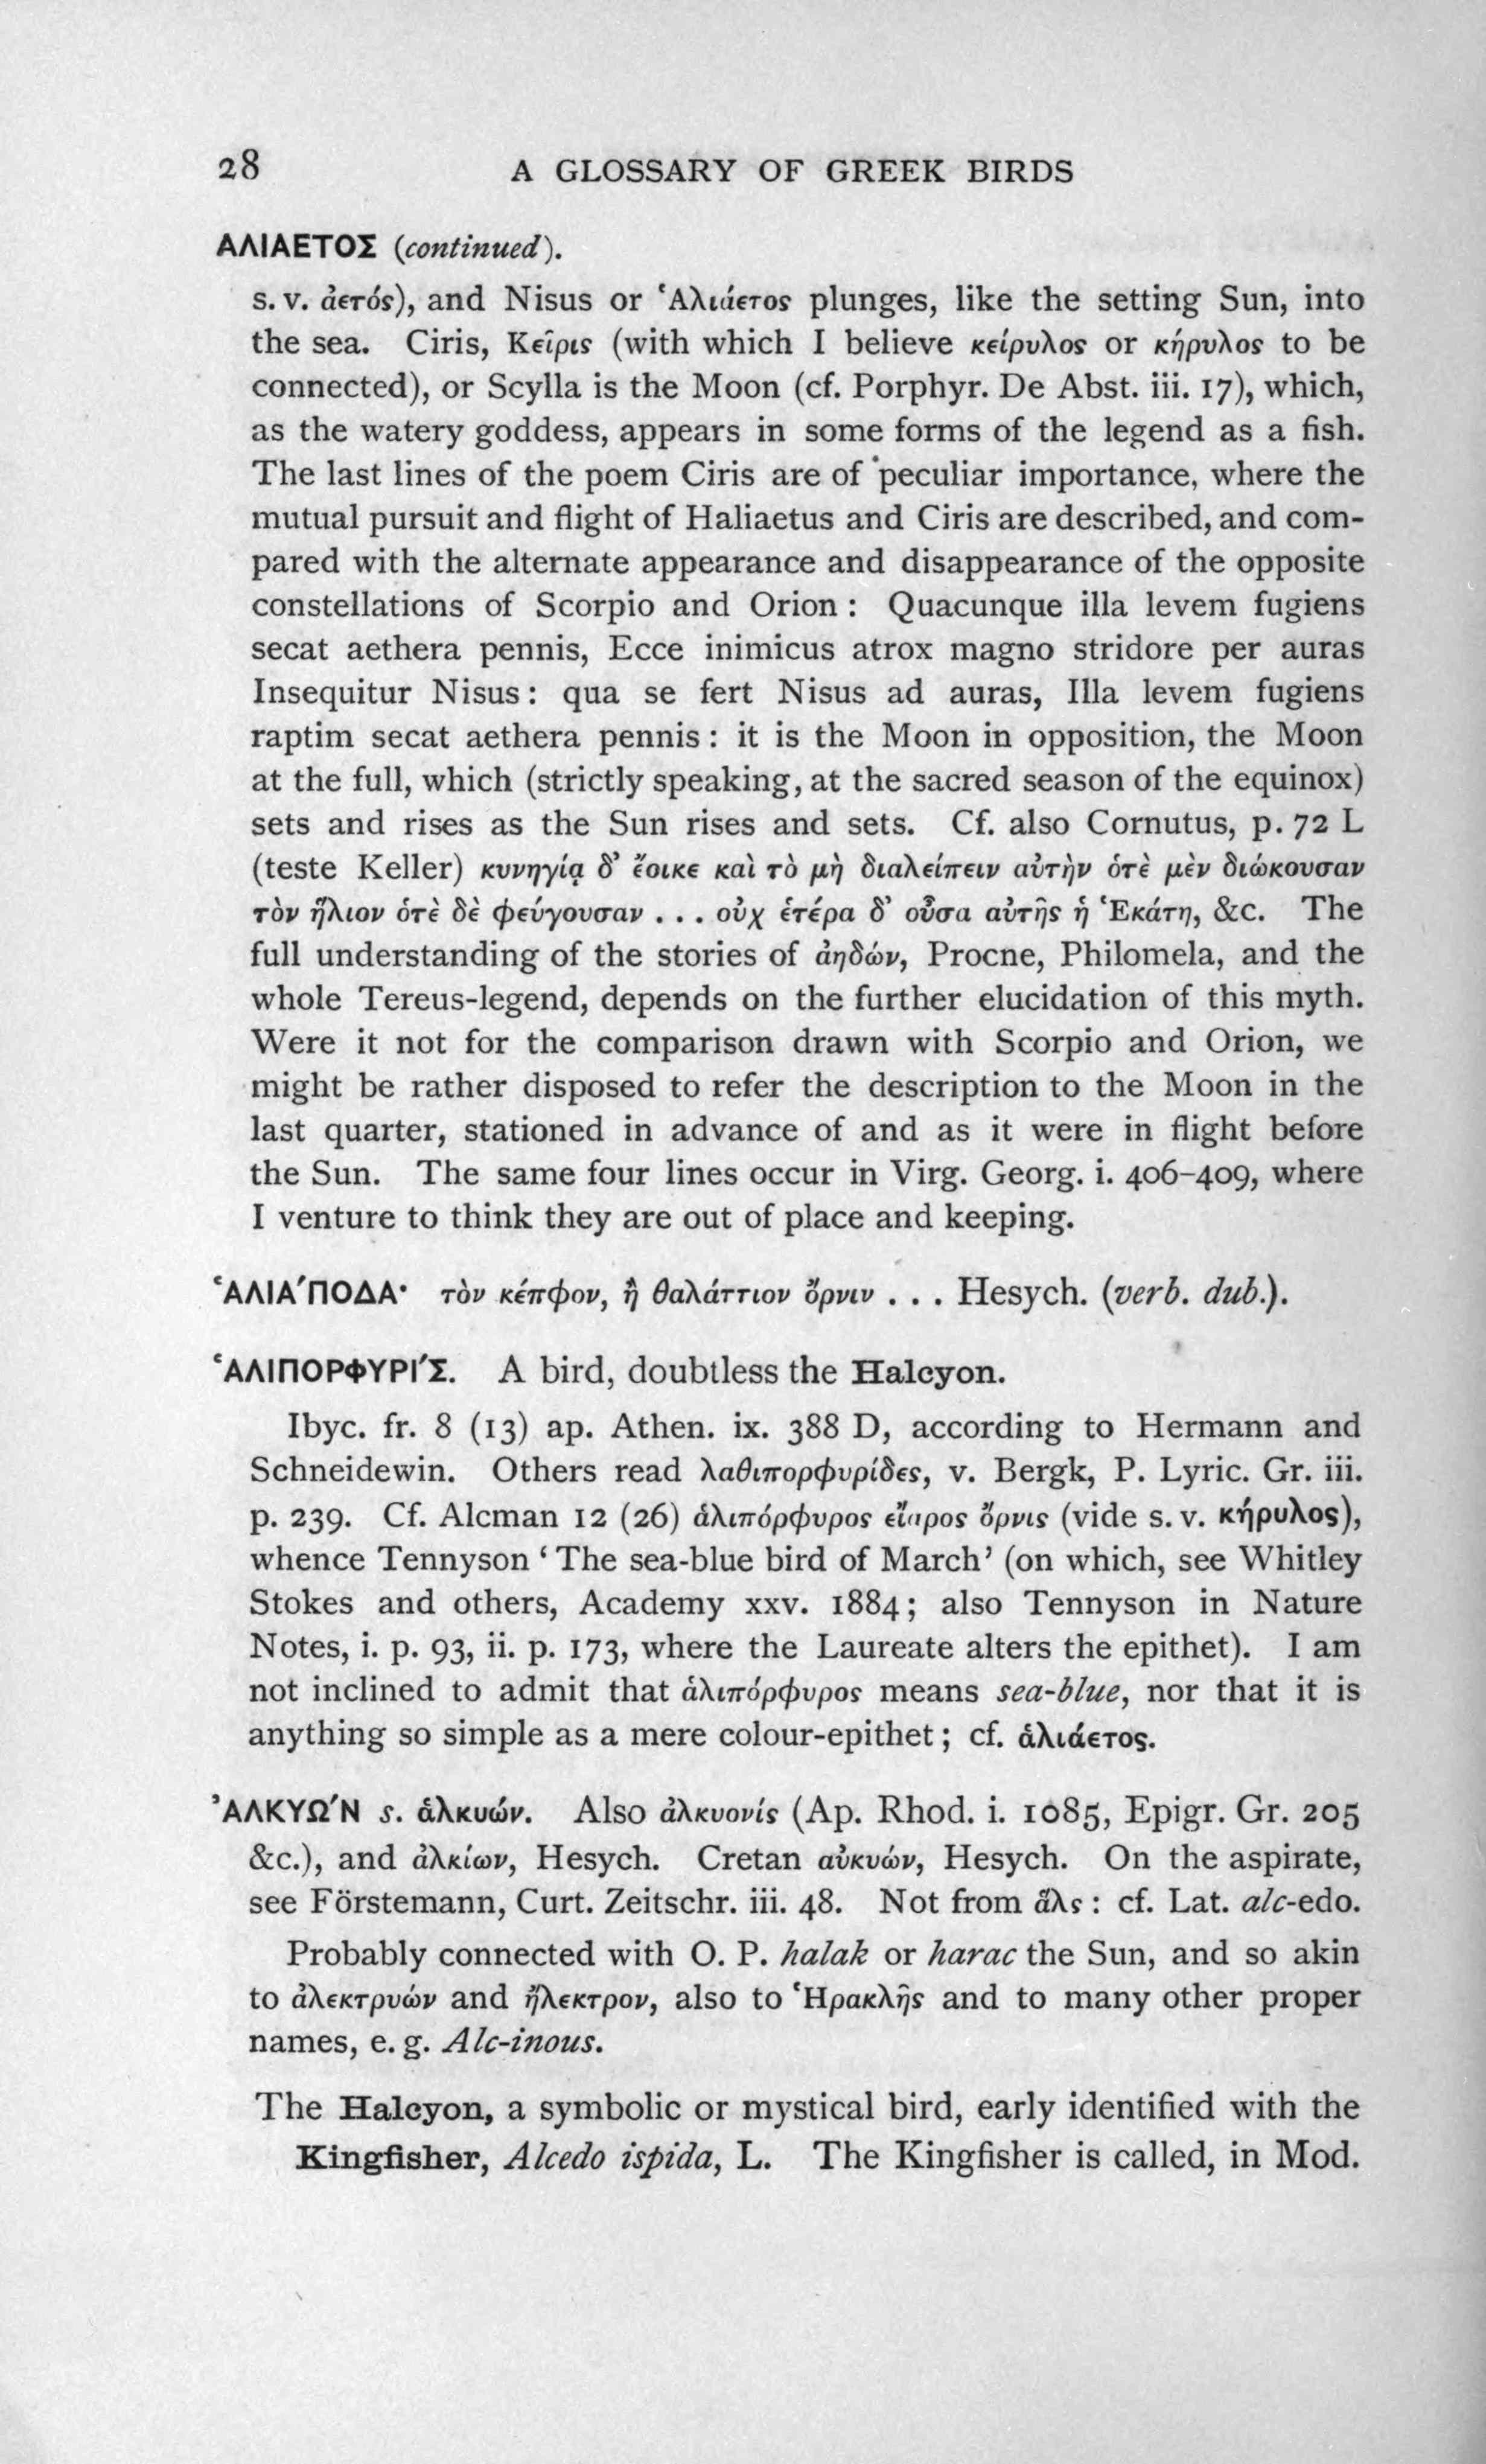 28 A GLOSSARY OF GREEK BIRDS
ΑΛΙΑΕΤΟΣ (continued).
s. v. ἀετός), and Nisus or Ἁλιάετος plunges, like the setting Sun, into
the sea. Ciris, Κεῖρις (with which I believe κείρυλος or κήρυλος to be
connected), or Scylla is the Moon (cf. Porphyr. De Abst. iii. 17), which,
as the watery goddess, appears in some forms of the legend as a fish.
The last lines of the poem Ciris are of peculiar importance, where the
mutual pursuit and flight of Haliaetus and Ciris are described, and com-
pared with the alternate appearance and disappearance of the opposite
constellations of Scorpio and Orion : Quacunque illa levem fugiens
secat aethera pennis, Ecce inimicus atrox magno stridore per auras
Insequitur Nisus : qua se fert Nisus ad auras, Illa levem fugiens
raptim secat aethera pennis : it is the Moon in opposition, the Moon
at the full, which (strictly speaking, at the sacred season of the equinox)
sets and rises as the Sun rises and sets. Cf. also Cornutus, p. 72 L
(teste Keller) κυνηγίᾳ δ’ ἔοικε καὶ τὸ μὴ διαλείπειν αὐτὴν ὁτὲ μὲν διώκουσαν
τὸν ἥλιον ὁτὲ δὲ φεύγουσαν . . . οὐχ ἑτέρα δ’ οὖσα αὐτῆς ἡ Ἑκάτη, &c. The
full understanding of the stories of ἀηδών, Procne, Philomela, and the
whole Tereus-legend, depends on the further elucidation of this myth.
Were it not for the comparison drawn with Scorpio and Orion, we
might be rather disposed to refer the description to the Moon in the
last quarter, stationed in advance of and as it were in flight before
the Sun. The same four lines occur in Virg. Georg. i. 406–409, where
I venture to think they are out of place and keeping.
ἉΛΙΑ´ΠΟΔΑ· τὸν κέπφον, ἢ θαλάττιον ὄρνιν . . . Hesych. (verb. dub.).
ἉΛΙΠΟΡΦΥΡΙ´Σ. A bird, doubtless the Halcyon.
Ibyc. fr. 8 (13) ap. Athen. ix. 388 D, according to Hermann and
Schneidewin. Others read λαθιπορφυρίδες, v. Bergk, P. Lyric. Gr. iii.
p. 239. Cf. Alcman 12 (26) ἁλιπόρφυρος εἴαρος ὄρνις (vide s. v. κήρυλος),
whence Tennyson ‘ The sea-blue bird of March’ (on which, see Whitley
Stokes and others, Academy xxv. 1884; also Tennyson in Nature
Notes, i. p. 93, ii. p. 173, where the Laureate alters the epithet). I am
not inclined to admit that ἁλιπόρφυρος means sea-blue, nor that it is
anything so simple as a mere colour-epithet ; cf. ἁλιάετος.
ἈΛΚΥΩ´Ν s. ἁλκυών. Also ἀλκυονίς (Ap. Rhod. i. 1085, Epigr. Gr. 205
&c.), and ἀλκίων, Hesych. Cretan αὐκυών, Hesych. On the aspirate,
see Förstemann, Curt. Zeitschr. iii. 48. Not from ἅλς : cf. Lat. alc-edo.
Probably connected with O. P. halak or harac the Sun, and so akin
to ἀλεκτρυών and ἤλεκτρον, also to Ἡρακλῆς and to many other proper
names, e. g. Alc-inous.
The Halcyon, a symbolic or mystical bird, early identified with the
Kingfisher, Alcedo ispida, L. The Kingfisher is called, in Mod.